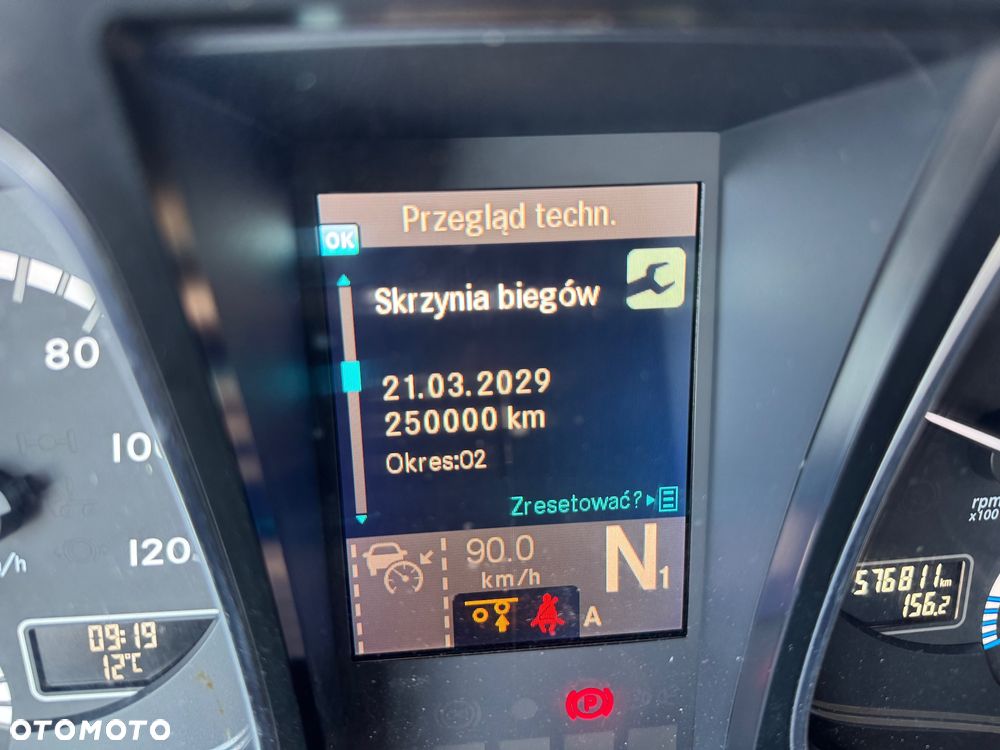 Przegląd techn.
OK
Skrzynia biegów
21.03.2029
250000 km
Okres:02
Zresetować?
90.0
km/h
N1
A
80
100
120
km/h
09:19
12°C
rpm
x100
576811 km
156.2
P
OTOMOTO